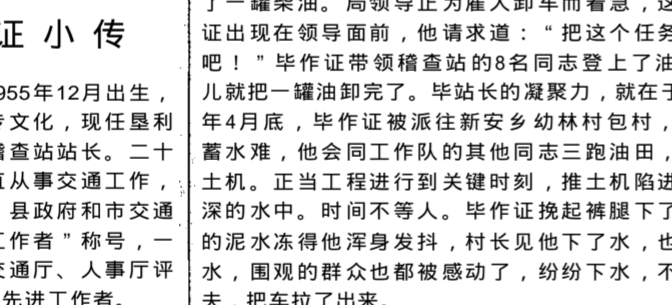 证小传
955年12月出生，
文化，现任垦利
稽查站站长。二十
直从事交通工作，
县政府和市交通
工作者”称号，一
交通厅、人事厅评
先进工作者。
了一罐柴油。局领导正为雇人卸车而着急，这
证出现在领导面前，他请求道：“把这个任务
吧！”毕作证带领稽查站的8名同志登上了油
儿就把一罐油卸完了。毕站长的凝聚力，就在于
年4月底，毕作证被派往新安乡幼林村包村，
蓄水难，他会同工作队的其他同志三跑油田，
土机。正当工程进行到关键时刻，推土机陷进
深的水中。时间不等人。毕作证挽起裤腿下了
的泥水冻得他浑身发抖，村长见他下了水，也
水，围观的群众也都被感动了，纷纷下水，不
夫，把车拉了出来。